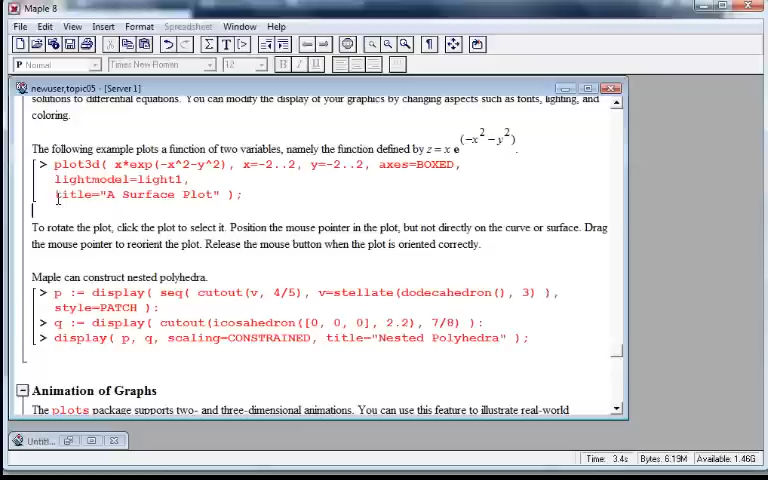 Maple 8
File Edit View Insert Format Spreadsheet Window Help
P Normal Times New Roman 12 B I U
newuser,topic05 - [Server 1]
solutions to differential equations. You can modify the display of your graphics by changing aspects such as fonts, lighting, and
coloring.
The following example plots a function of two variables, namely the function defined by z = x e^(-x^2 - y^2).
> plot3d( x*exp(-x^2-y^2), x=-2..2, y=-2..2, axes=BOXED,
lightmodel=light1,
title="A Surface Plot" );
To rotate the plot, click the plot to select it. Position the mouse pointer in the plot, but not directly on the curve or surface. Drag
the mouse pointer to reorient the plot. Release the mouse button when the plot is oriented correctly.
Maple can construct nested polyhedra.
> p := display( seq( cutout(v, 4/5), v=stellate(dodecahedron(), 3) ),
style=PATCH ):
> q := display( cutout(icosahedron([0, 0, 0], 2.2), 7/8) ):
> display( p, q, scaling=CONSTRAINED, title="Nested Polyhedra" );
Animation of Graphs
The plots package supports two- and three-dimensional animations. You can use this feature to illustrate real-world
Untitl...
Time: 3.4s Bytes: 6.19M Available: 1.46G